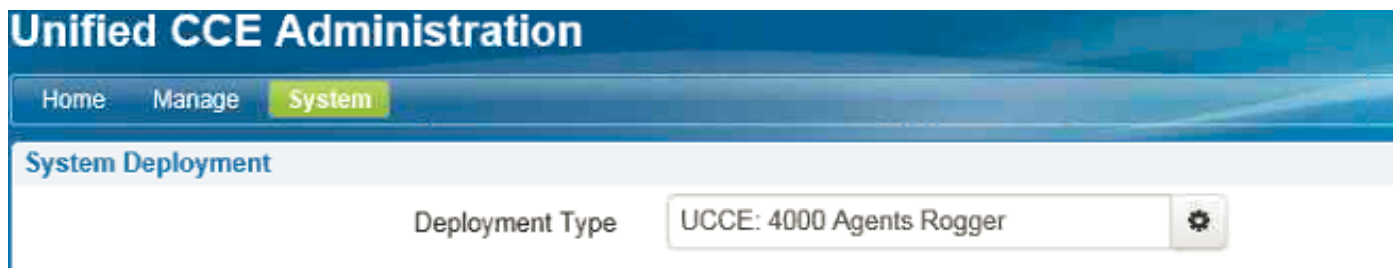 Unified CCE Administration
Home Manage System
System Deployment
Deployment Type UCCE: 4000 Agents Rogger